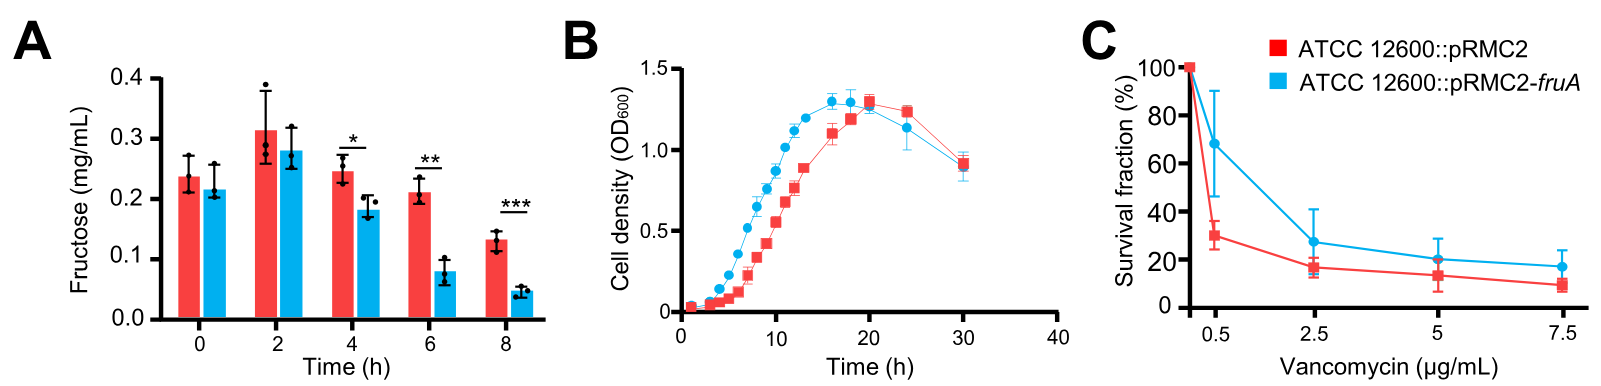 A
Fructose (mg/mL)
0.4
0.3
0.2
0.1
0.0
*
**
***
0 2 4 6 8
Time (h)
B
Cell density (OD600)
1.5
1.0
0.5
0
0 10 20 30 40
Time (h)
C
ATCC 12600::pRMC2
ATCC 12600::pRMC2-fruA
Survival fraction (%)
100
80
60
40
20
0
0.5 2.5 5 7.5
Vancomycin (µg/mL)